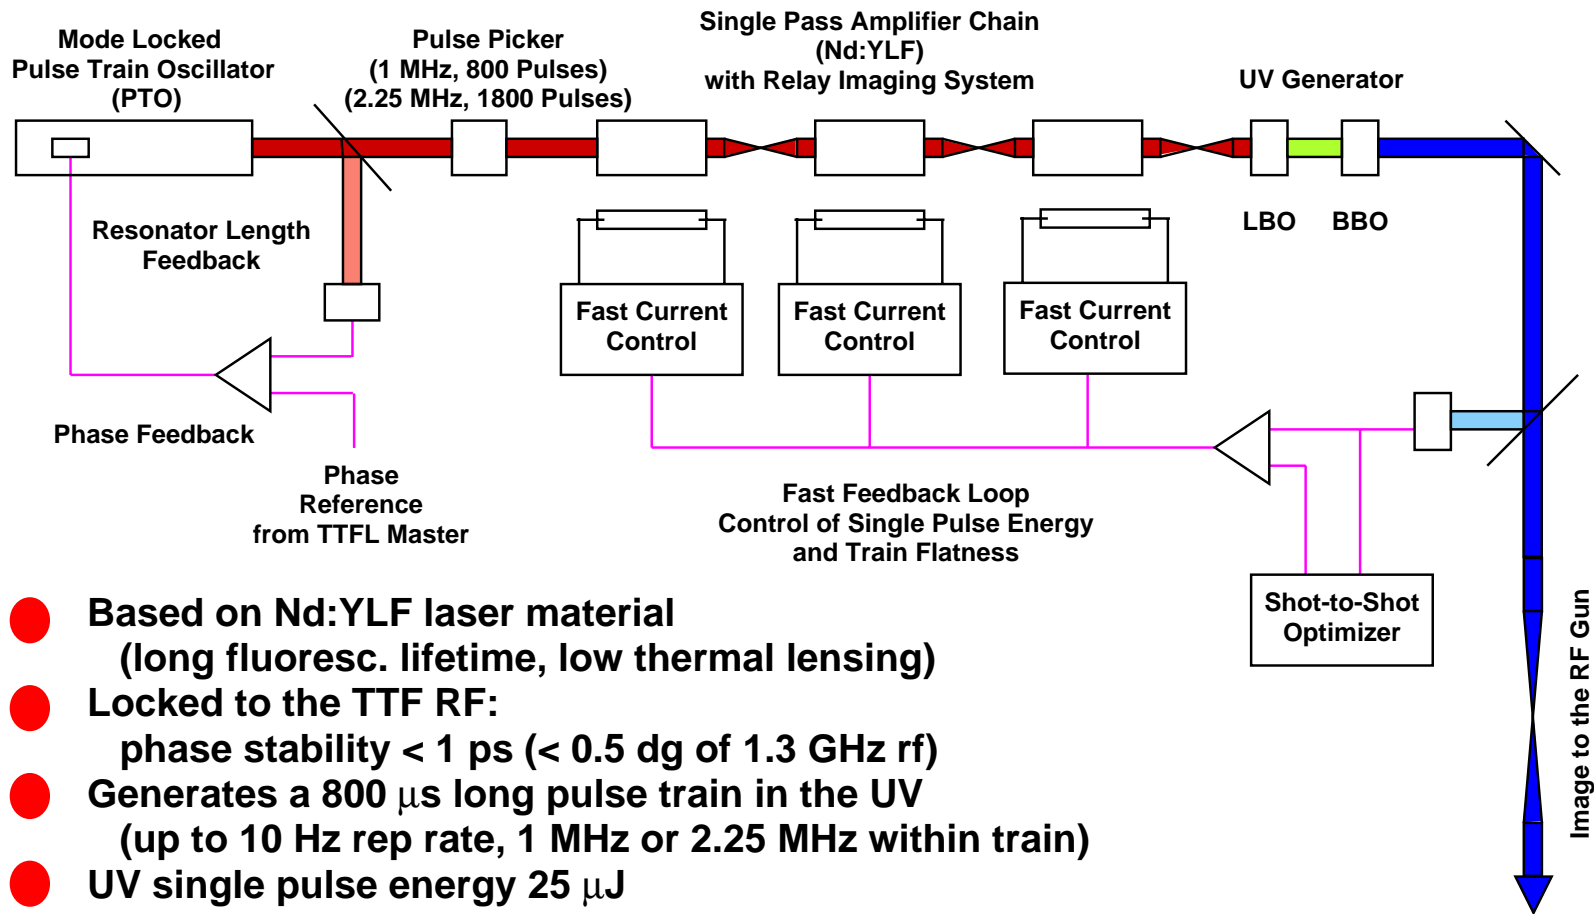 Mode Locked
Pulse Train Oscillator
(PTO)
Pulse Picker
(1 MHz, 800 Pulses)
(2.25 MHz, 1800 Pulses)
Single Pass Amplifier Chain
(Nd:YLF)
with Relay Imaging System
UV Generator
LBO
BBO
Resonator Length
Feedback
Fast Current
Control
Fast Current
Control
Fast Current
Control
Phase Feedback
Phase
Reference
from TTFL Master
Fast Feedback Loop
Control of Single Pulse Energy
and Train Flatness
Shot-to-Shot
Optimizer
Image to the RF Gun
Based on Nd:YLF laser material
(long fluoresc. lifetime, low thermal lensing)
Locked to the TTF RF:
phase stability < 1 ps (< 0.5 dg of 1.3 GHz rf)
Generates a 800 μs long pulse train in the UV
(up to 10 Hz rep rate, 1 MHz or 2.25 MHz within train)
UV single pulse energy 25 μJ